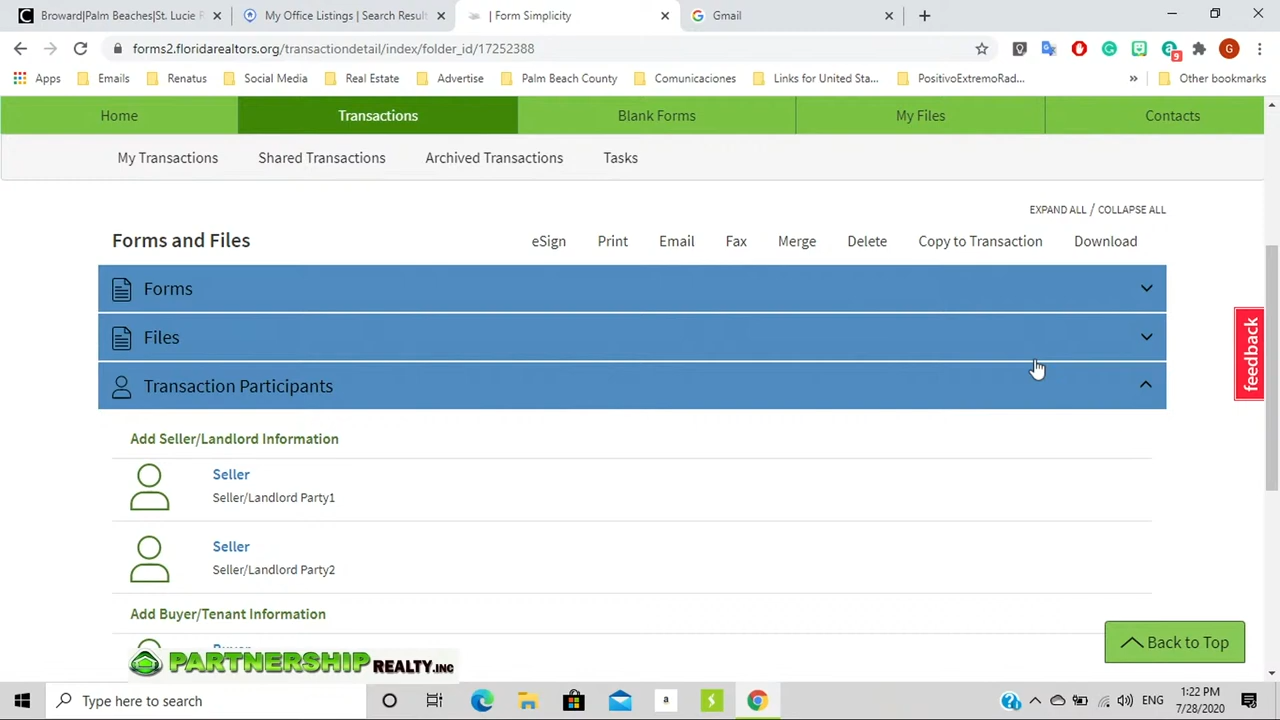 Broward|Palm Beaches|St. Lucie R
My Office Listings | Search Result
| Form Simplicity
Gmail
forms2.floridarealtors.org/transactiondetail/index/folder_id/17252388
9
G
Apps
Emails
Renatus
Social Media
Real Estate
Advertise
Palm Beach County
Comunicaciones
Links for United Sta...
PositivoExtremoRad...
»
Other bookmarks
Home
Transactions
Blank Forms
My Files
Contacts
My Transactions
Shared Transactions
Archived Transactions
Tasks
EXPAND ALL / COLLAPSE ALL
Forms and Files
eSign
Print
Email
Fax
Merge
Delete
Copy to Transaction
Download
Forms
Files
Transaction Participants
feedback
Add Seller/Landlord Information
Seller
Seller/Landlord Party1
Seller
Seller/Landlord Party2
Add Buyer/Tenant Information
Back to Top
PARTNERSHIP REALTY.INC
Type here to search
a
ENG
1:22 PM
7/28/2020